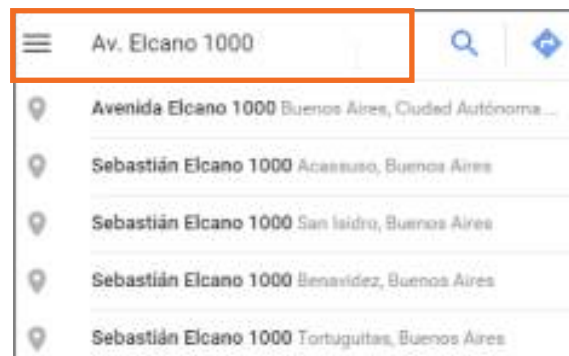 Av. Elcano 1000
Avenida Elcano 1000 Buenos Aires, Ciudad Autónoma ...
Sebastián Elcano 1000 Acassuso, Buenos Aires
Sebastián Elcano 1000 San Isidro, Buenos Aires
Sebastián Elcano 1000 Benavidez, Buenos Aires
Sebastián Elcano 1000 Tortuguitas, Buenos Aires